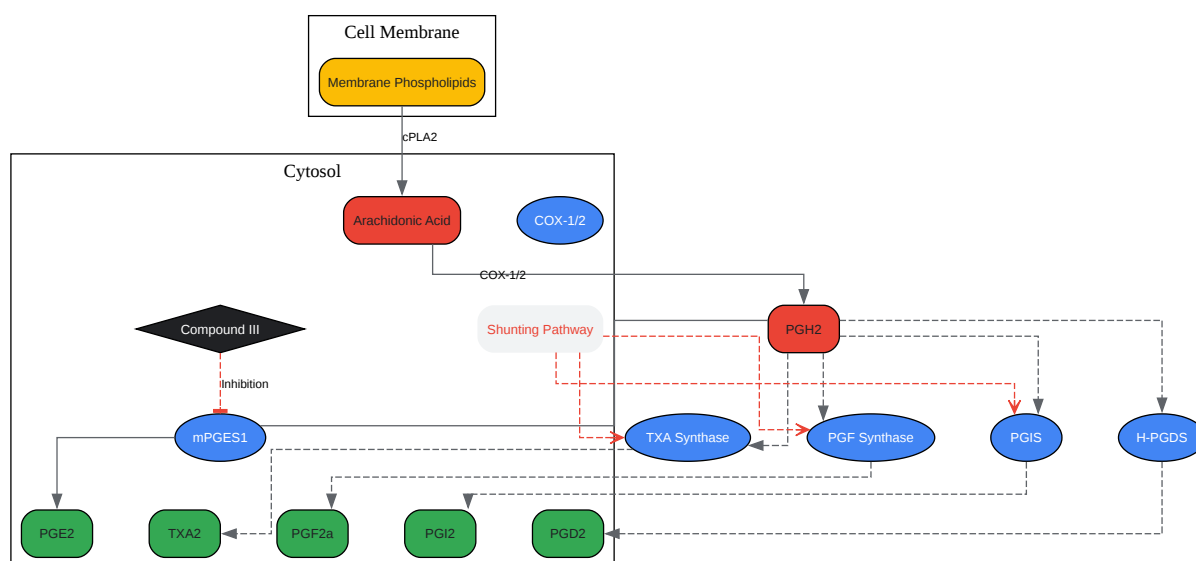 Cell Membrane
Membrane Phospholipids
cPLA2
Cytosol
Arachidonic Acid
COX-1/2
COX-1/2
Compound III
Shunting Pathway
PGH2
Inhibition
mPGES1
TXA Synthase
PGF Synthase
PGIS
H-PGDS
PGE2
TXA2
PGF2a
PGI2
PGD2